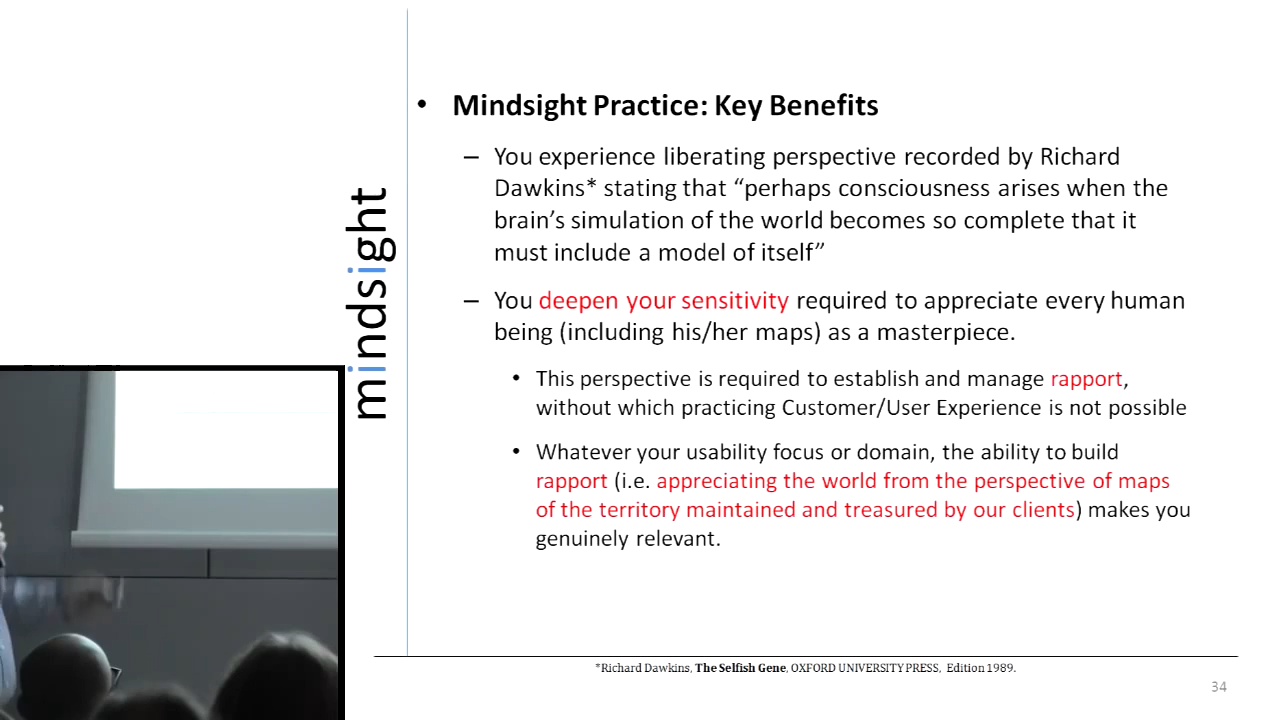 • Mindsight Practice: Key Benefits
– You experience liberating perspective recorded by Richard
Dawkins* stating that “perhaps consciousness arises when the
brain’s simulation of the world becomes so complete that it
must include a model of itself”
– You deepen your sensitivity required to appreciate every human
being (including his/her maps) as a masterpiece.
• This perspective is required to establish and manage rapport,
without which practicing Customer/User Experience is not possible
• Whatever your usability focus or domain, the ability to build
rapport (i.e. appreciating the world from the perspective of maps
of the territory maintained and treasured by our clients) makes you
genuinely relevant.
mindsight
*Richard Dawkins, The Selfish Gene, OXFORD UNIVERSITY PRESS, Edition 1989.
34